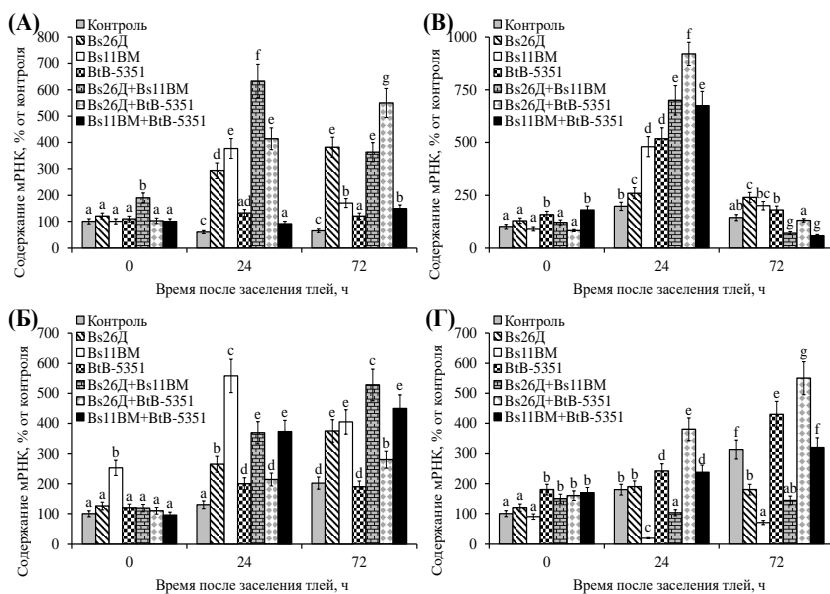 (А)
Содержание мРНК, % от контроля
800
700
600
500
400
300
200
100
0
Контроль
Bs26Д
Bs11ВМ
BtB-5351
Bs26Д+Bs11ВМ
Bs26Д+BtB-5351
Bs11ВМ+BtB-5351
a a a a b a a
c d e ad f e a
c e b a e g b
0 24 72
Время после заселения тлей, ч
(В)
Содержание мРНК, % от контроля
1000
750
500
250
0
Контроль
Bs26Д
Bs11ВМ
BtB-5351
Bs26Д+Bs11ВМ
Bs26Д+BtB-5351
Bs11ВМ+BtB-5351
a a a b a a b
b c d d e f e
ab c bc b g a g
0 24 72
Время после заселения тлей, ч
(Б)
Содержание мРНК, % от контроля
700
600
500
400
300
200
100
0
Контроль
Bs26Д
Bs11ВМ
BtB-5351
Bs26Д+Bs11ВМ
Bs26Д+BtB-5351
Bs11ВМ+BtB-5351
a a b a a a a
a b c d e d e
d e e d c b e
0 24 72
Время после заселения тлей, ч
(Г)
Содержание мРНК, % от контроля
700
600
500
400
300
200
100
0
Контроль
Bs26Д
Bs11ВМ
BtB-5351
Bs26Д+Bs11ВМ
Bs26Д+BtB-5351
Bs11ВМ+BtB-5351
a a a b b b b
b b c d a e d
f b a e ab g f
0 24 72
Время после заселения тлей, ч